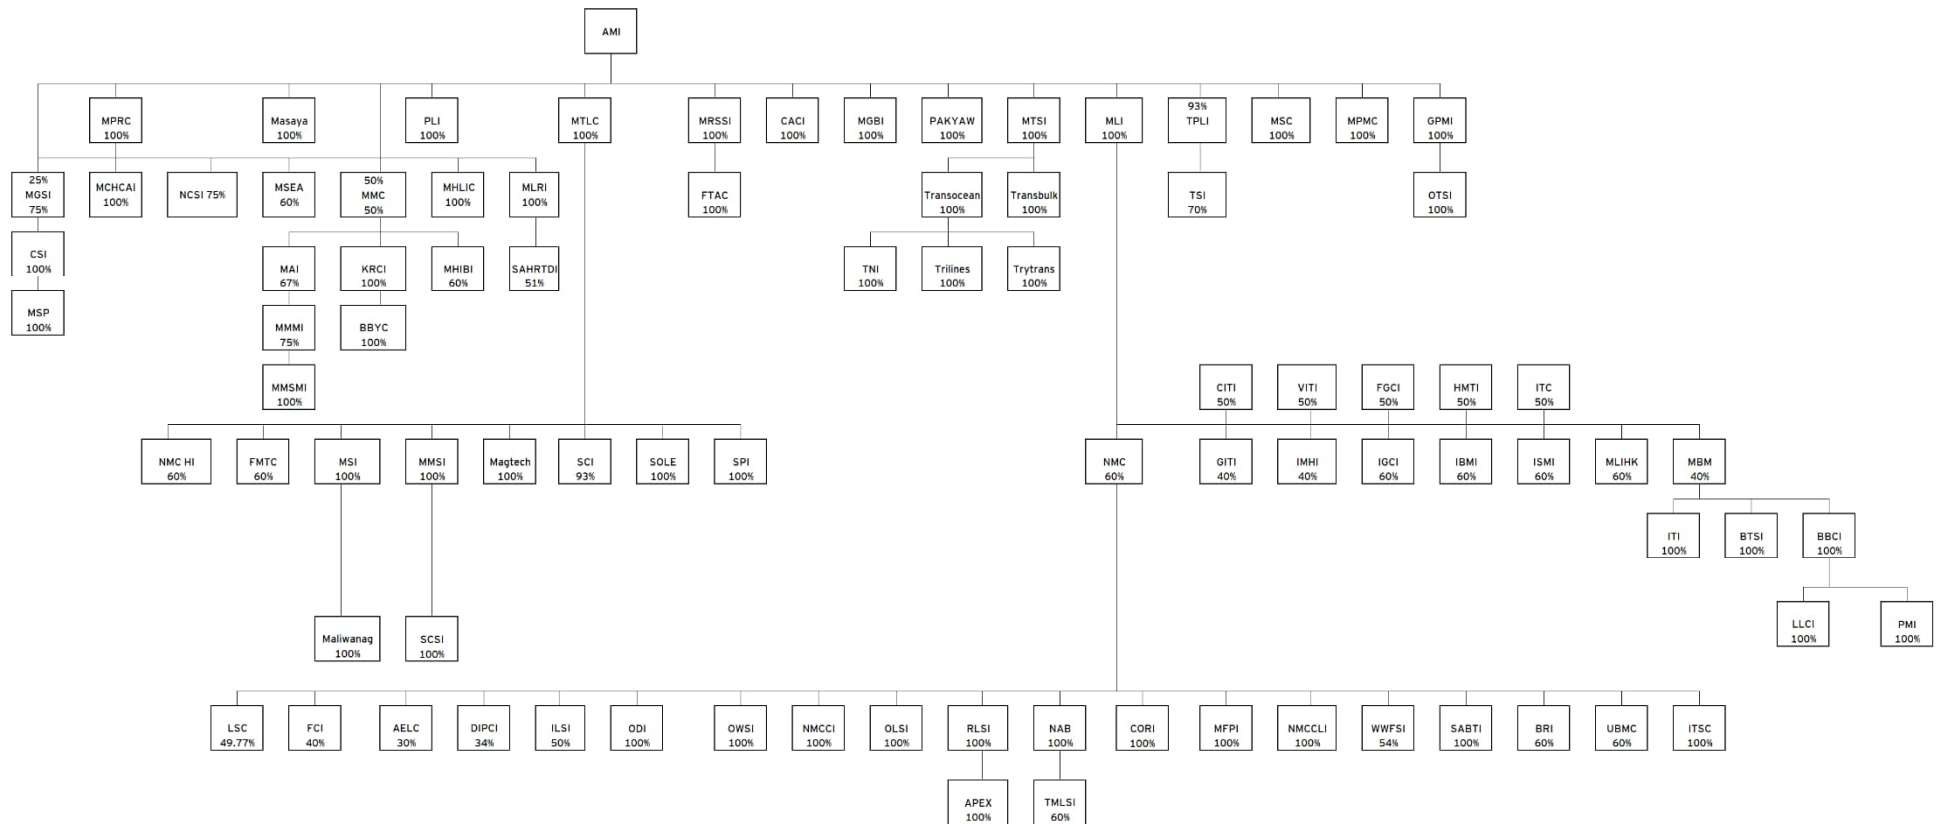 AMI
MPRC
100%
Masaya
100%
PLI
100%
MTLC
100%
MRSSI
100%
CACI
100%
MGBI
100%
PAKYAW
100%
MTSI
100%
MLI
100%
93%
TPLI
MSC
100%
MPMC
100%
GPMI
100%
25%
MGSI
75%
MCHCAI
100%
NCSI 75%
MSEA
60%
50%
MMC
50%
MHLIC
100%
MLRI
100%
FTAC
100%
Transocean
100%
Transbulk
100%
TSI
70%
OTSI
100%
CSI
100%
MAI
67%
KRCI
100%
MHIBI
60%
SAHRTDI
51%
TNI
100%
Trilines
100%
Trytrans
100%
MSP
100%
MMMI
75%
BBYC
100%
MMSMI
100%
CITI
50%
VITI
50%
FGCI
50%
HMTI
50%
ITC
50%
NMC HI
60%
FMTC
60%
MSI
100%
MMSI
100%
Magtech
100%
SCI
93%
SOLE
100%
SPI
100%
NMC
60%
GITI
40%
IMHI
40%
IGCI
60%
IBMI
60%
ISMI
60%
MLIHK
60%
MBM
40%
ITI
100%
BTSI
100%
BBCI
100%
Maliwanag
100%
SCSI
100%
LLCI
100%
PMI
100%
LSC
49.77%
FCI
40%
AELC
30%
DIPCI
34%
ILSI
50%
ODI
100%
OWSI
100%
NMCCI
100%
OLSI
100%
RLSI
100%
NAB
100%
CORI
100%
MFPI
100%
NMCCLI
100%
WWFSI
54%
SABTI
100%
BRI
60%
UBMC
60%
ITSC
100%
APEX
100%
TMLSI
60%